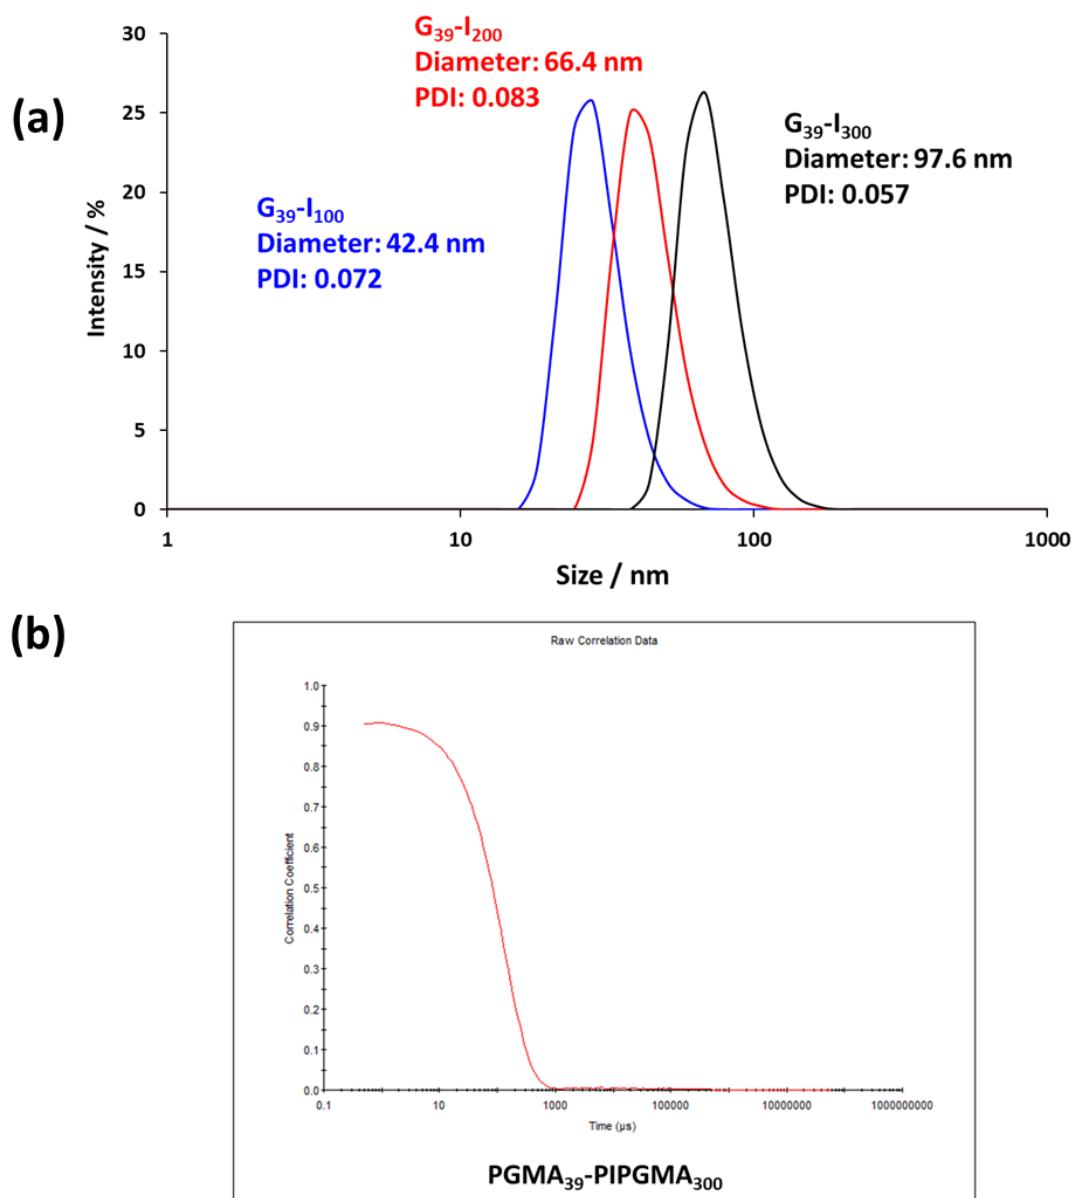 (a)
G₃₉-I₂₀₀
Diameter: 66.4 nm
PDI: 0.083
G₃₉-I₃₀₀
Diameter: 97.6 nm
PDI: 0.057
G₃₉-I₁₀₀
Diameter: 42.4 nm
PDI: 0.072
Intensity / %
30
25
20
15
10
5
0
1 10 100 1000
Size / nm
(b)
Raw Correlation Data
Correlation Coefficient
1.0
0.9
0.8
0.7
0.6
0.5
0.4
0.3
0.2
0.1
0.0
0.1 10 1000 100000 10000000 1000000000
Time (µs)
PGMA₃₉-PIPGMA₃₀₀